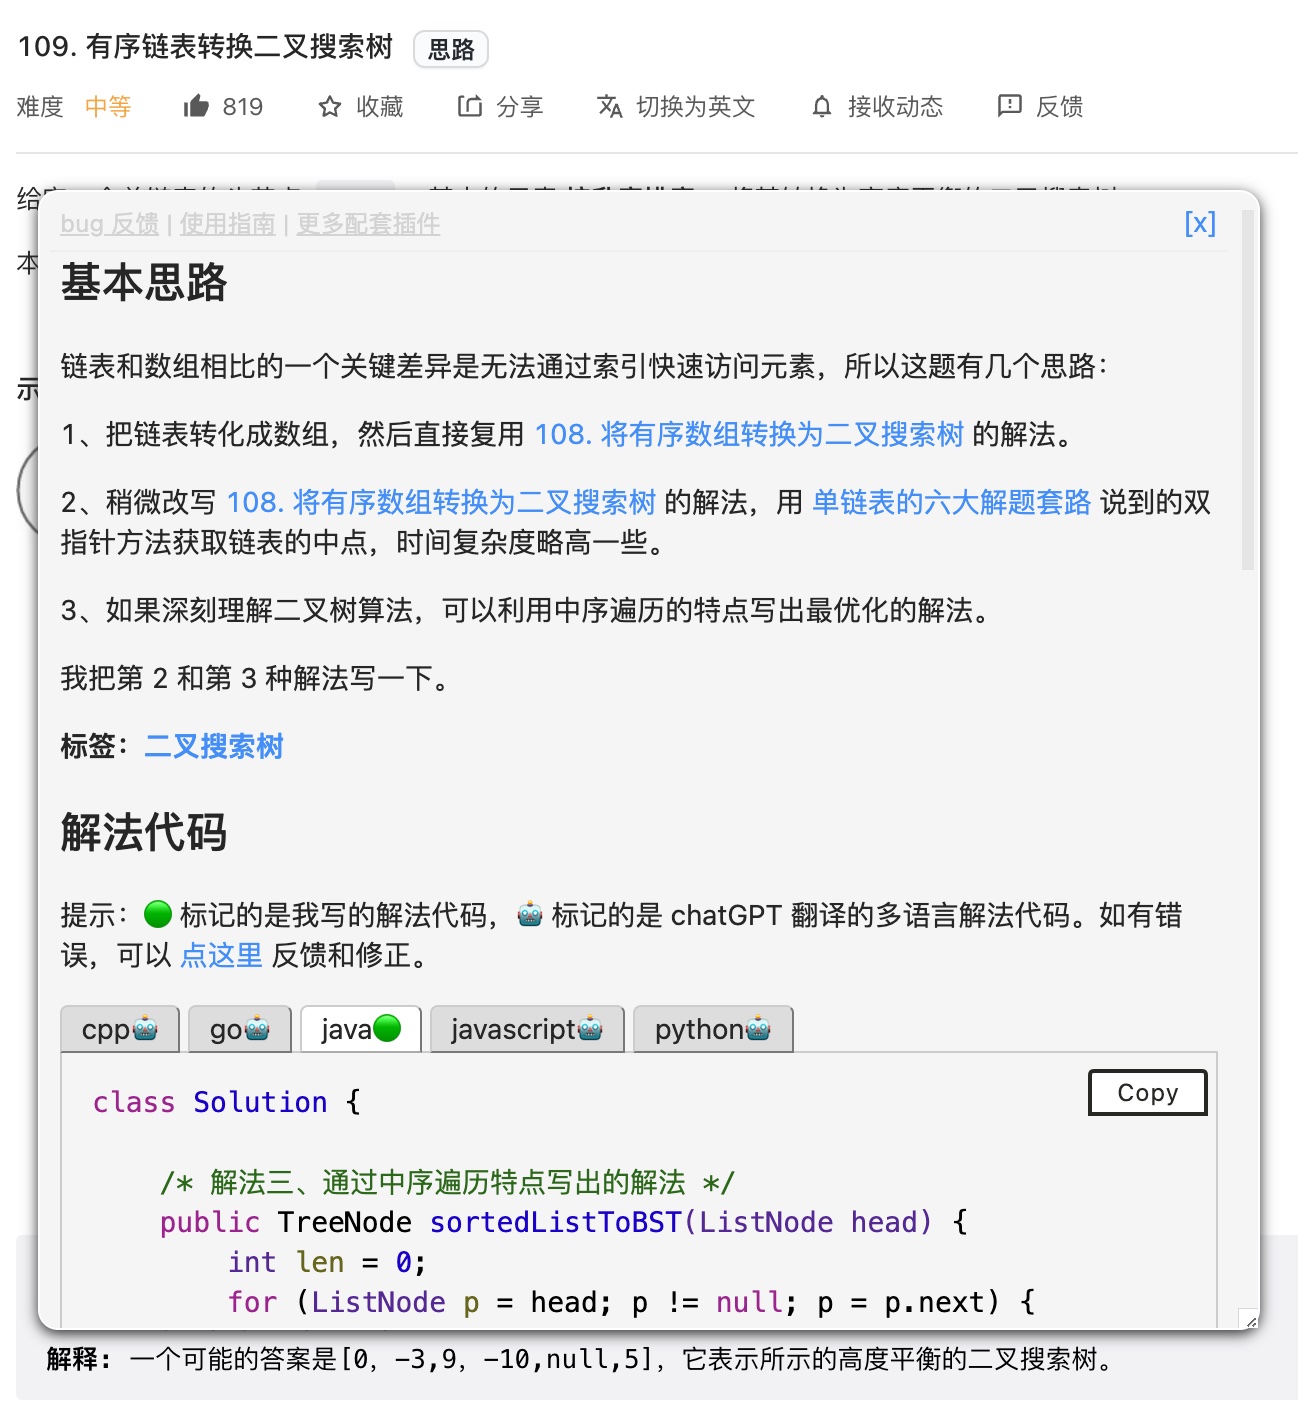 109. 有序链表转换二叉搜索树 思路
难度 中等 819 收藏 分享 切换为英文 接收动态 反馈
给
bug 反馈 | 使用指南 | 更多配套插件 [x]
本
基本思路
链表和数组相比的一个关键差异是无法通过索引快速访问元素，所以这题有几个思路：
示
1、把链表转化成数组，然后直接复用 108. 将有序数组转换为二叉搜索树 的解法。
2、稍微改写 108. 将有序数组转换为二叉搜索树 的解法，用 单链表的六大解题套路 说到的双
指针方法获取链表的中点，时间复杂度略高一些。
3、如果深刻理解二叉树算法，可以利用中序遍历的特点写出最优化的解法。
我把第 2 和第 3 种解法写一下。
标签：二叉搜索树
解法代码
提示：🟢 标记的是我写的解法代码，🤖 标记的是 chatGPT 翻译的多语言解法代码。如有错
误，可以 点这里 反馈和修正。
cpp🤖 go🤖 java🟢 javascript🤖 python🤖
Copy
class Solution {
/* 解法三、通过中序遍历特点写出的解法 */
public TreeNode sortedListToBST(ListNode head) {
int len = 0;
for (ListNode p = head; p != null; p = p.next) {
解释: 一个可能的答案是[0, -3,9, -10,null,5]，它表示所示的高度平衡的二叉搜索树。